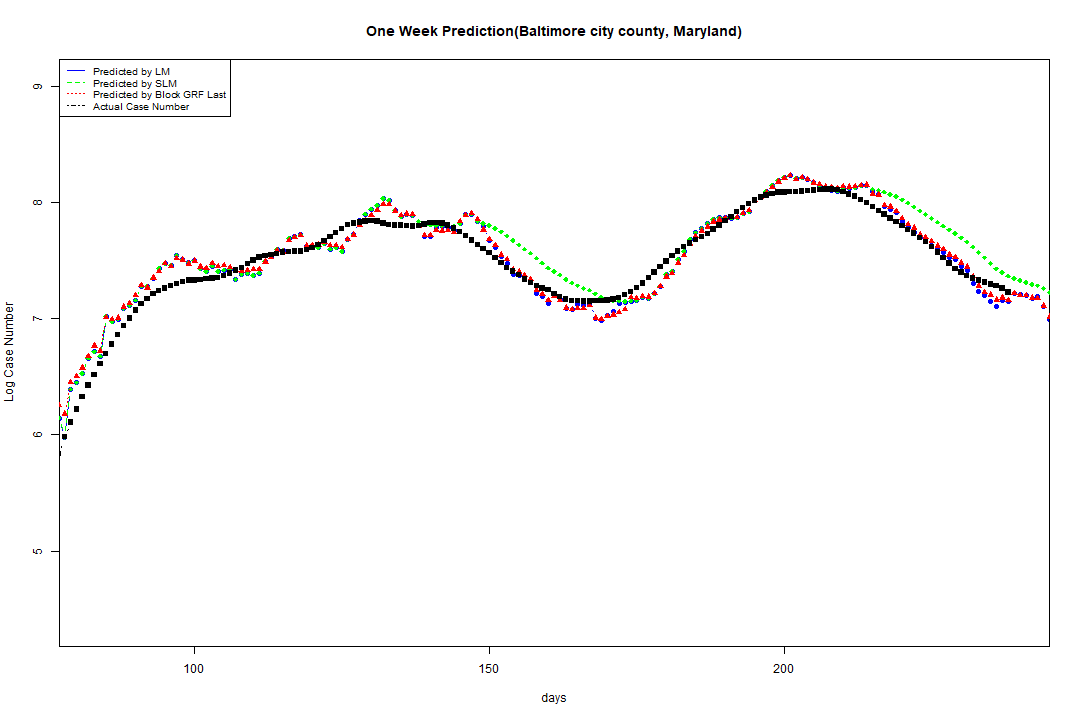 One Week Prediction(Baltimore city county, Maryland)
Predicted by LM
Predicted by SLM
Predicted by Block GRF Last
Actual Case Number
9
8
7
6
5
Log Case Number
100
150
200
days